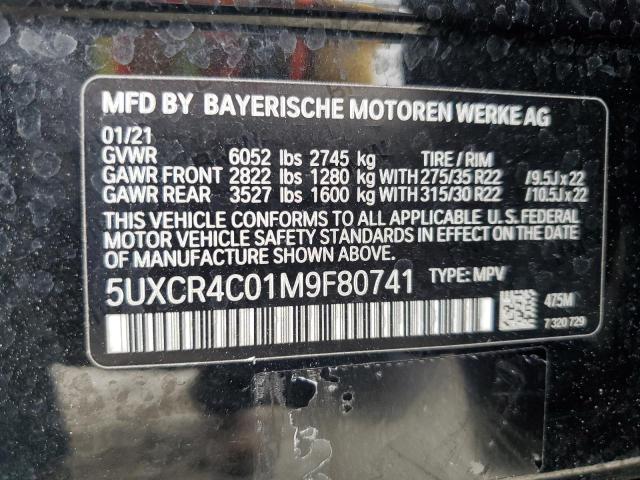 MFD BY BAYERISCHE MOTOREN WERKE AG
01/21
GVWR 6052 lbs 2745 kg TIRE / RIM
GAWR FRONT 2822 lbs 1280 kg WITH 275/35 R22 /9.5J x 22
GAWR REAR 3527 lbs 1600 kg WITH 315/30 R22 /10.5J x 22
THIS VEHICLE CONFORMS TO ALL APPLICABLE U.S. FEDERAL
MOTOR VEHICLE SAFETY STANDARDS IN EFFECT ON THE DATE
OF MANUFACTURE SHOWN ABOVE.
5UXCR4C01M9F80741 TYPE: MPV
475M
7 320 729